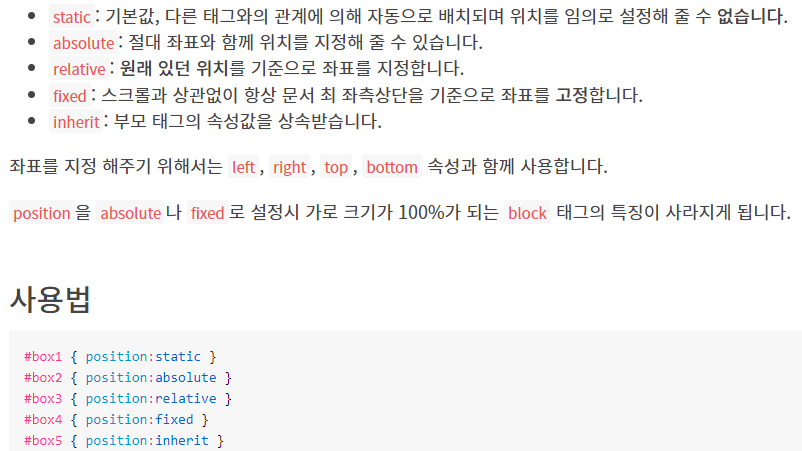 static : 기본값, 다른 태그와의 관계에 의해 자동으로 배치되며 위치를 임의로 설정해 줄 수 없습니다.
absolute : 절대 좌표와 함께 위치를 지정해 줄 수 있습니다.
relative : 원래 있던 위치를 기준으로 좌표를 지정합니다.
fixed : 스크롤과 상관없이 항상 문서 최 좌측상단을 기준으로 좌표를 고정합니다.
inherit : 부모 태그의 속성값을 상속받습니다.
좌표를 지정 해주기 위해서는 left , right , top , bottom 속성과 함께 사용합니다.
position 을 absolute 나 fixed 로 설정시 가로 크기가 100%가 되는 block 태그의 특징이 사라지게 됩니다.
사용법
#box1 { position:static }
#box2 { position:absolute }
#box3 { position:relative }
#box4 { position:fixed }
#box5 { position:inherit }